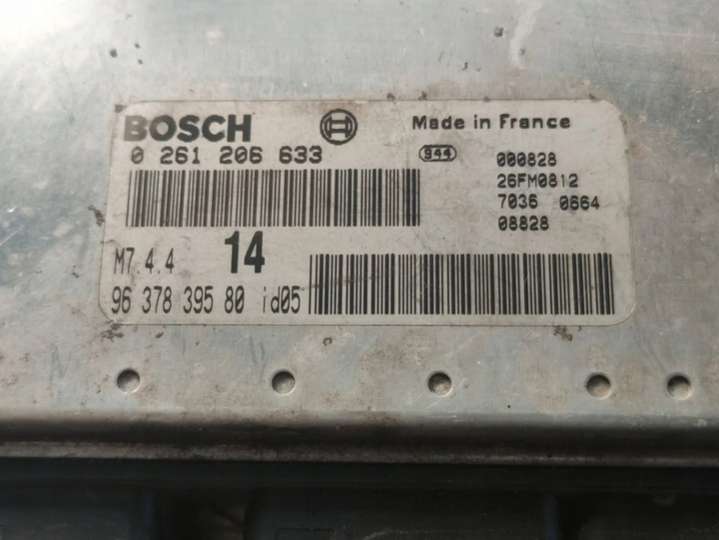 BOSCH
Made in France
0 261 206 633
944
000828
26FM0812
7036 0664
08828
M7.4.4
14
96 378 395 80 id05